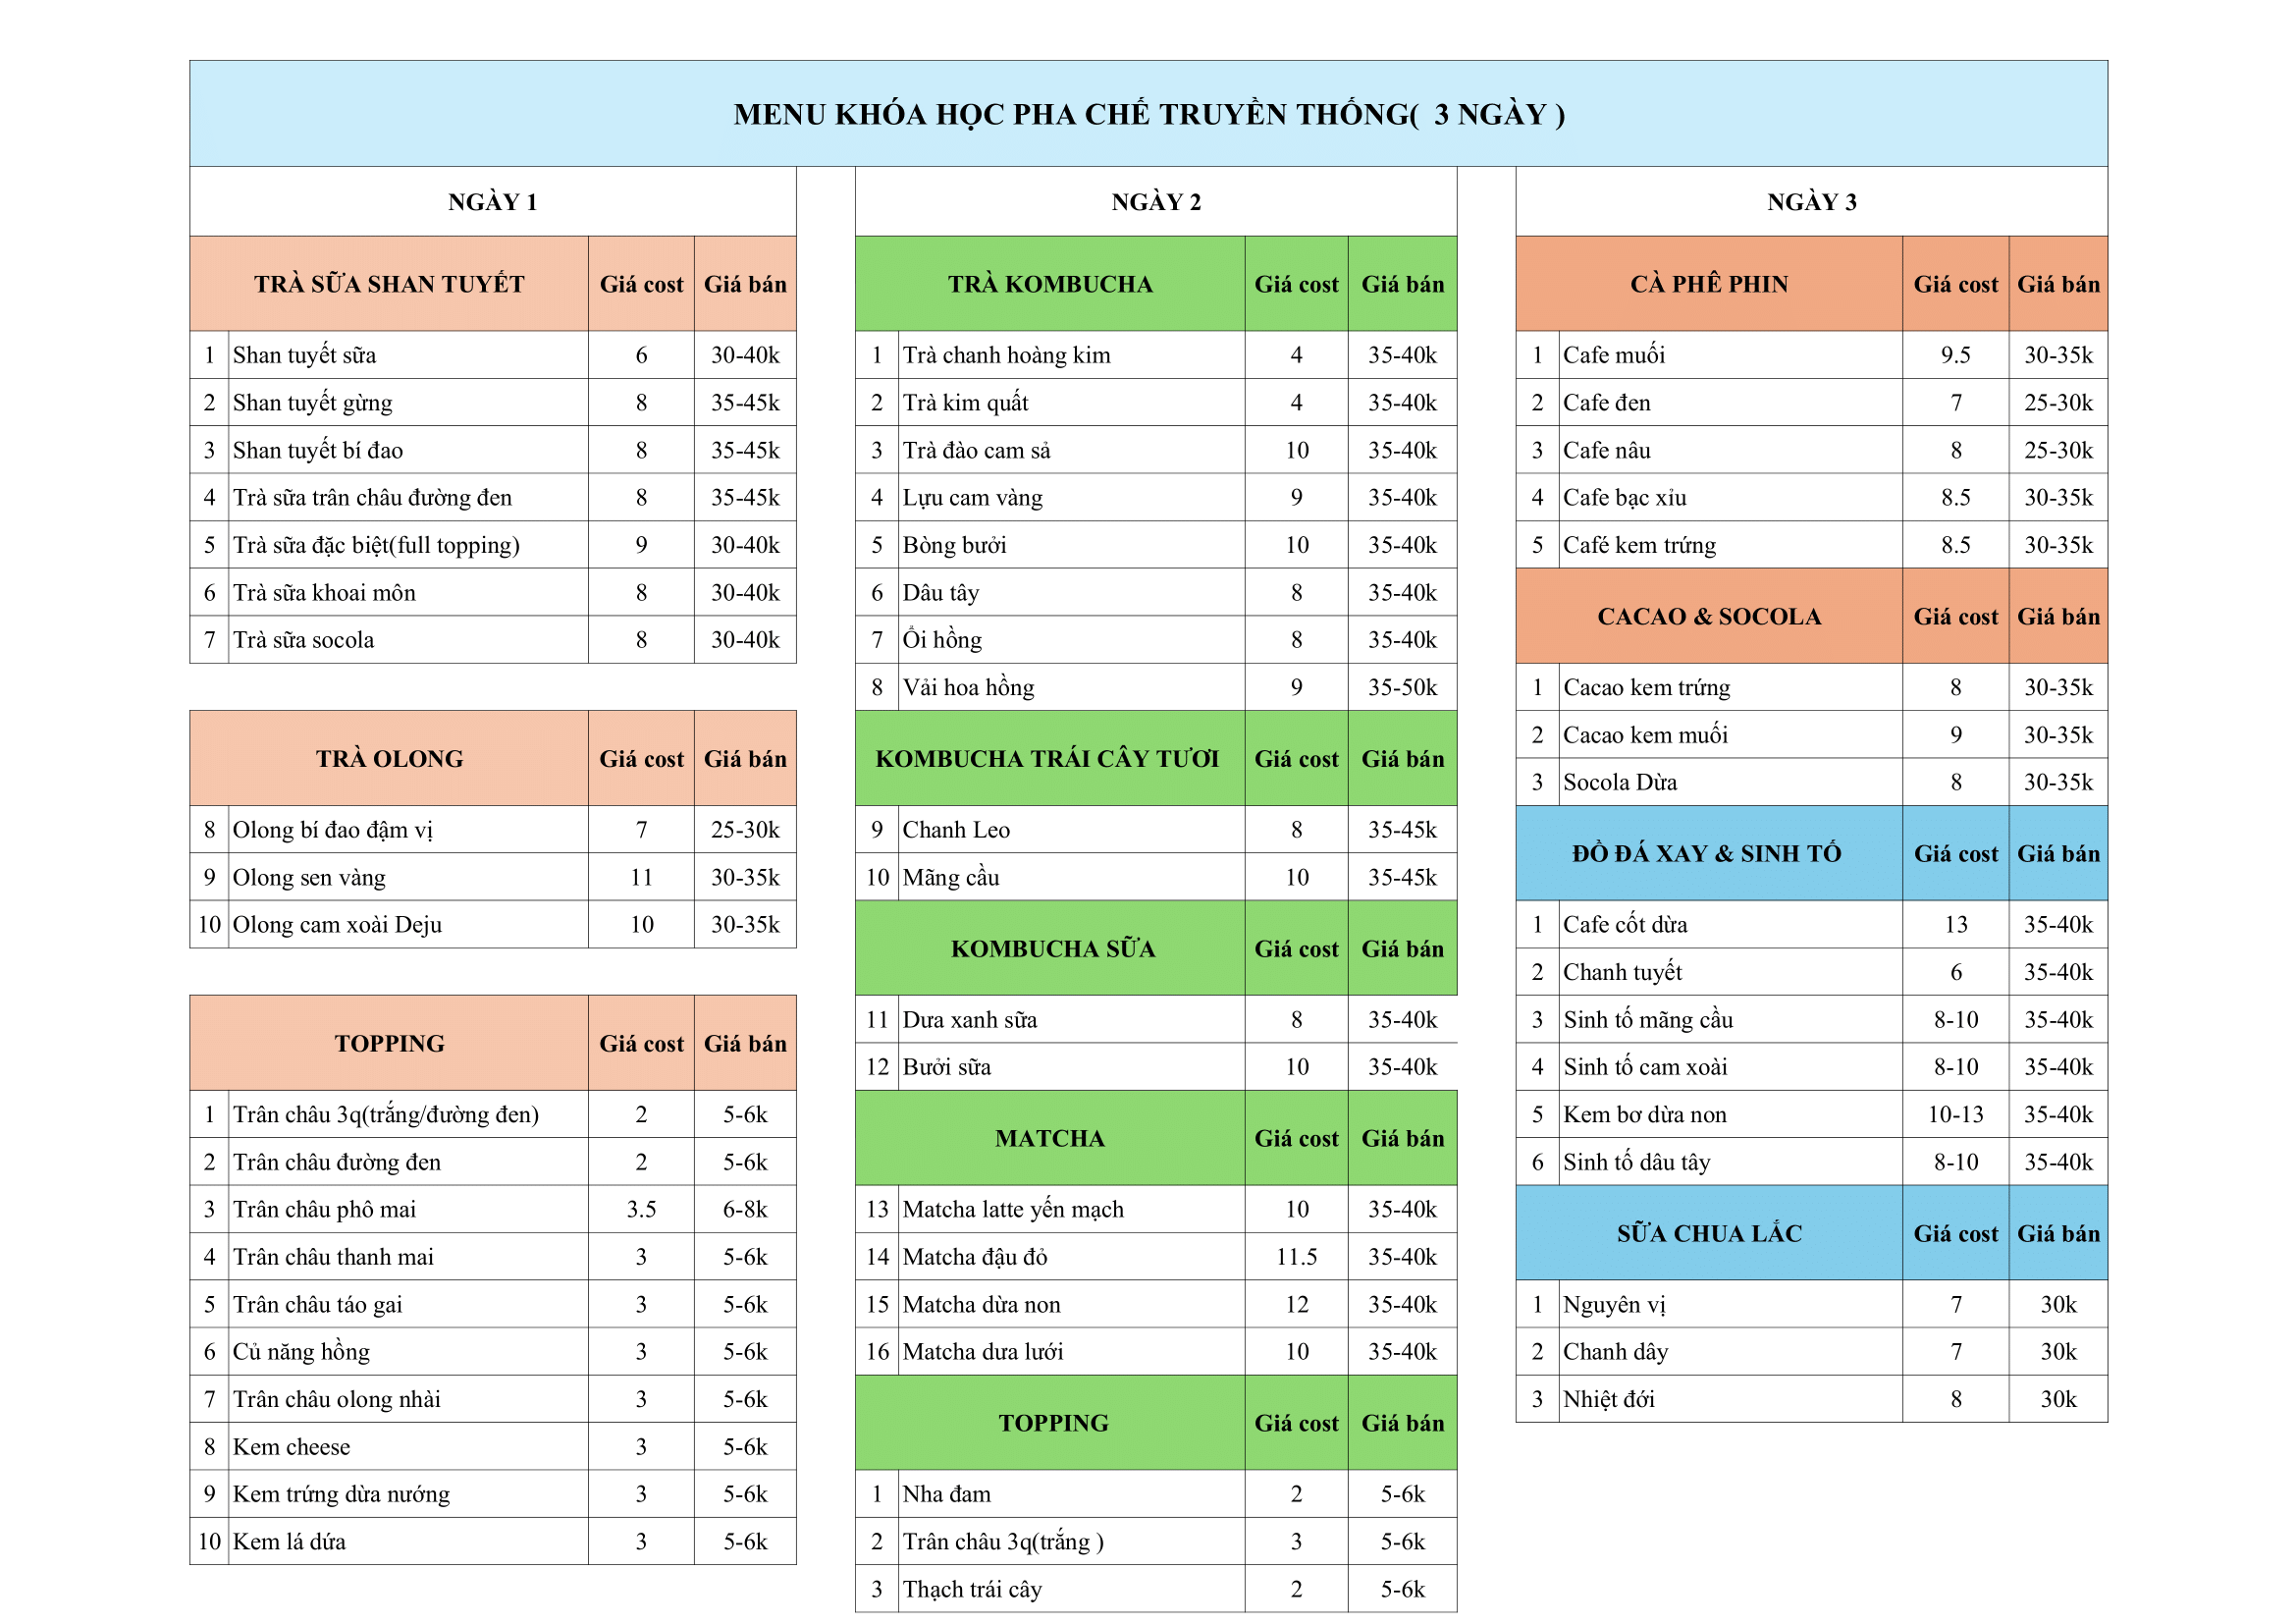 MENU KHÓA HỌC PHA CHẾ TRUYỀN THỐNG(  3 NGÀY )
NGÀY 1
TRÀ SỮA SHAN TUYẾT Giá cost Giá bán
1 Shan tuyết sữa 6 30-40k
2 Shan tuyết gừng 8 35-45k
3 Shan tuyết bí đao 8 35-45k
4 Trà sữa trân châu đường đen 8 35-45k
5 Trà sữa đặc biệt(full topping) 9 30-40k
6 Trà sữa khoai môn 8 30-40k
7 Trà sữa socola 8 30-40k
TRÀ OLONG Giá cost Giá bán
8 Olong bí đao đậm vị 7 25-30k
9 Olong sen vàng 11 30-35k
10 Olong cam xoài Deju 10 30-35k
TOPPING Giá cost Giá bán
1 Trân châu 3q(trắng/đường đen) 2 5-6k
2 Trân châu đường đen 2 5-6k
3 Trân châu phô mai 3.5 6-8k
4 Trân châu thanh mai 3 5-6k
5 Trân châu táo gai 3 5-6k
6 Củ năng hồng 3 5-6k
7 Trân châu olong nhài 3 5-6k
8 Kem cheese 3 5-6k
9 Kem trứng dừa nướng 3 5-6k
10 Kem lá dứa 3 5-6k
NGÀY 2
TRÀ KOMBUCHA Giá cost Giá bán
1 Trà chanh hoàng kim 4 35-40k
2 Trà kim quất 4 35-40k
3 Trà đào cam sả 10 35-40k
4 Lựu cam vàng 9 35-40k
5 Bòng bưởi 10 35-40k
6 Dâu tây 8 35-40k
7 Ổi hồng 8 35-40k
8 Vải hoa hồng 9 35-50k
KOMBUCHA TRÁI CÂY TƯƠI Giá cost Giá bán
9 Chanh Leo 8 35-45k
10 Mãng cầu 10 35-45k
KOMBUCHA SỮA Giá cost Giá bán
11 Dưa xanh sữa 8 35-40k
12 Bưởi sữa 10 35-40k
MATCHA Giá cost Giá bán
13 Matcha latte yến mạch 10 35-40k
14 Matcha đậu đỏ 11.5 35-40k
15 Matcha dừa non 12 35-40k
16 Matcha dưa lưới 10 35-40k
TOPPING Giá cost Giá bán
1 Nha đam 2 5-6k
2 Trân châu 3q(trắng ) 3 5-6k
3 Thạch trái cây 2 5-6k
NGÀY 3
CÀ PHÊ PHIN Giá cost Giá bán
1 Cafe muối 9.5 30-35k
2 Cafe đen 7 25-30k
3 Cafe nâu 8 25-30k
4 Cafe bạc xỉu 8.5 30-35k
5 Café kem trứng 8.5 30-35k
CACAO & SOCOLA Giá cost Giá bán
1 Cacao kem trứng 8 30-35k
2 Cacao kem muối 9 30-35k
3 Socola Dừa 8 30-35k
ĐỒ ĐÁ XAY & SINH TỐ Giá cost Giá bán
1 Cafe cốt dừa 13 35-40k
2 Chanh tuyết 6 35-40k
3 Sinh tố mãng cầu 8-10 35-40k
4 Sinh tố cam xoài 8-10 35-40k
5 Kem bơ dừa non 10-13 35-40k
6 Sinh tố dâu tây 8-10 35-40k
SỮA CHUA LẮC Giá cost Giá bán
1 Nguyên vị 7 30k
2 Chanh dây 7 30k
3 Nhiệt đới 8 30k